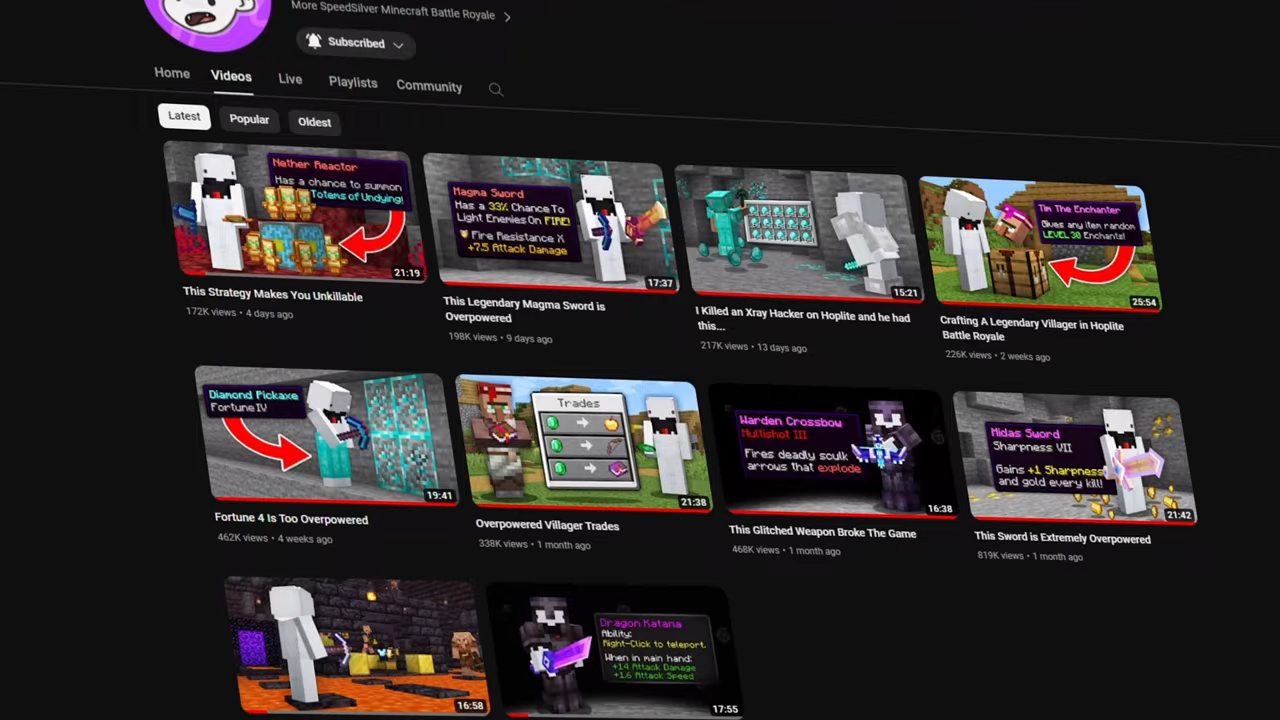 More SpeedSilver Minecraft Battle Royale
Subscribed
Home
Videos
Live
Playlists
Community
Latest
Popular
Oldest
Nether Reactor
Has a chance to summon
Totems of Undying!
21:19
This Strategy Makes You Unkillable
172K views • 4 days ago
Magma Sword
Has a 33% Chance To
Light Enemies On FIRE!
Fire Resistance X
+7.5 Attack Damage
17:37
This Legendary Magma Sword is
Overpowered
198K views • 9 days ago
15:21
I Killed an Xray Hacker on Hoplite and he had
this...
217K views • 13 days ago
Tim The Enchanter
Gives any item random
LEVEL 30 Enchants!
25:54
Crafting A Legendary Villager in Hoplite
Battle Royale
226K views • 2 weeks ago
Diamond Pickaxe
Fortune IV
19:41
Fortune 4 Is Too Overpowered
462K views • 4 weeks ago
Trades
21:38
Overpowered Villager Trades
338K views • 1 month ago
Warden Crossbow
Multishot III
Fires deadly sculk
arrows that explode
16:38
This Glitched Weapon Broke The Game
468K views • 1 month ago
Midas Sword
Sharpness VII
Gains +1 Sharpness
and gold every kill!
21:42
This Sword is Extremely Overpowered
819K views • 1 month ago
16:58
Dragon Katana
Ability:
Right-Click to teleport.
When in main hand:
+14 Attack Damage
+1.6 Attack Speed
17:55